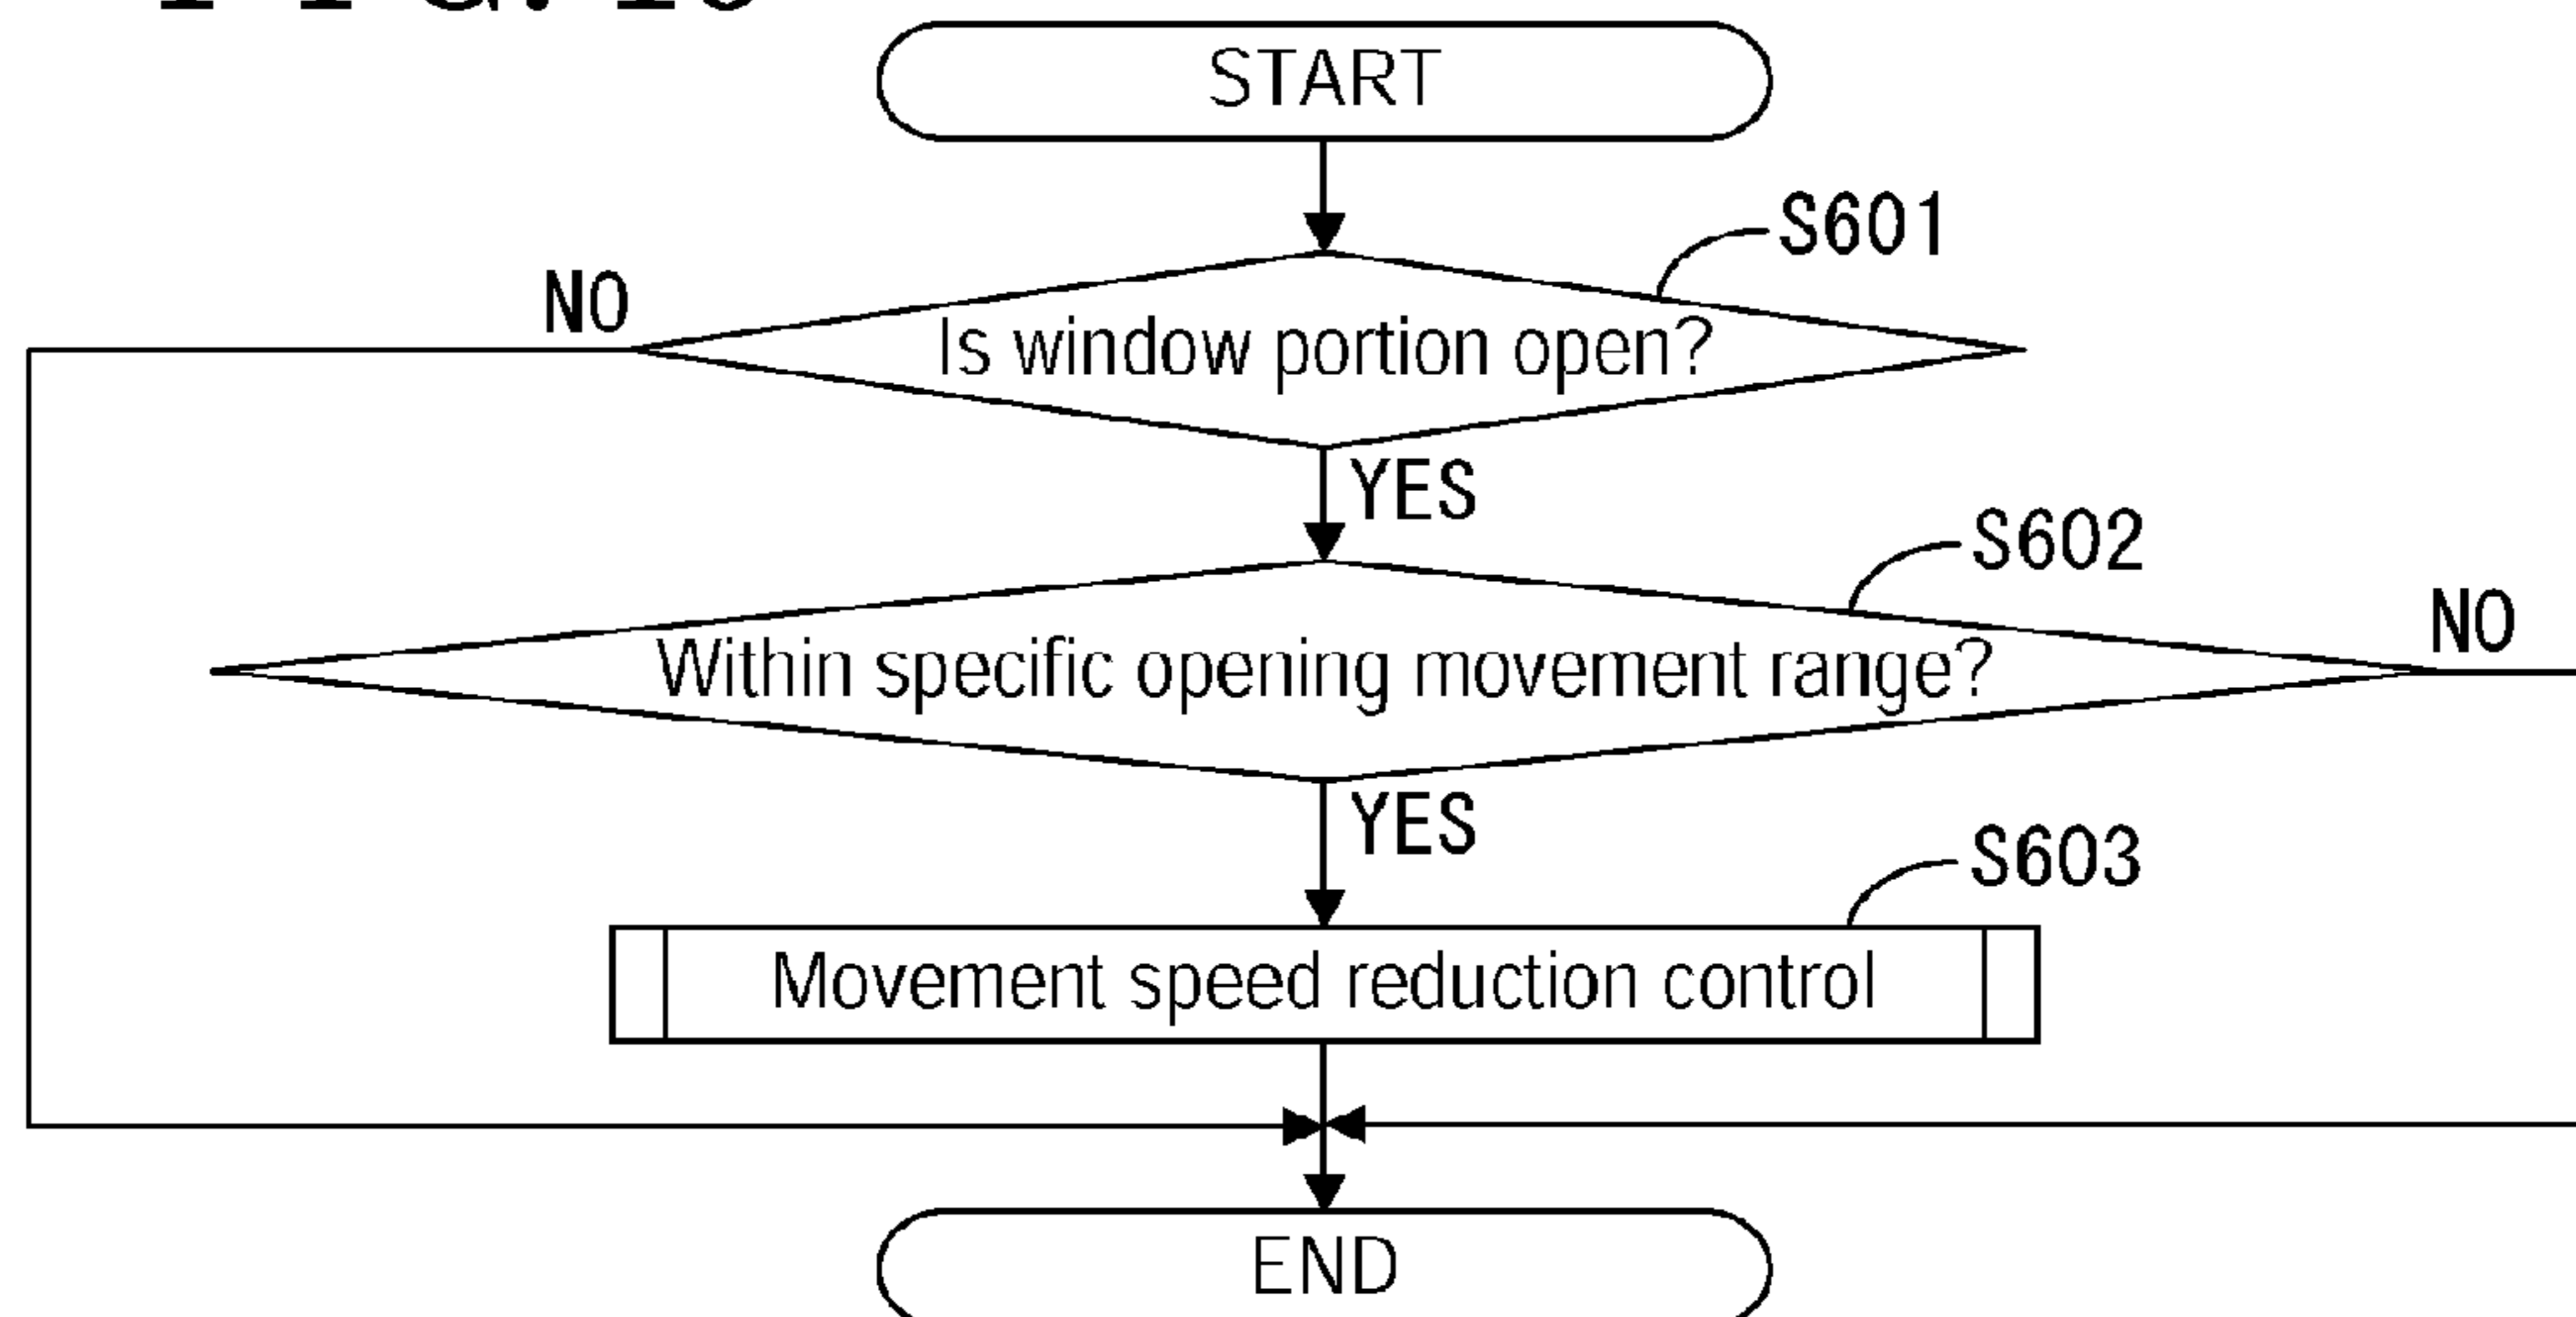 START
S601
NO
Is window portion open?
YES
S602
NO
Within specific opening movement range?
YES
S603
Movement speed reduction control
END